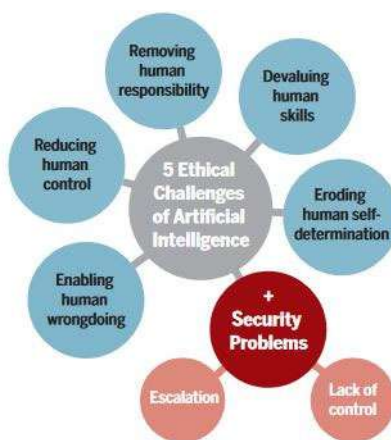 Removing
human
responsibility
Devaluing
human
skills
Reducing
human
control
5 Ethical
Challenges
of Artificial
Intelligence
Eroding
human self-
determination
Enabling
human
wrongdoing
+
Security
Problems
Escalation
Lack of
control